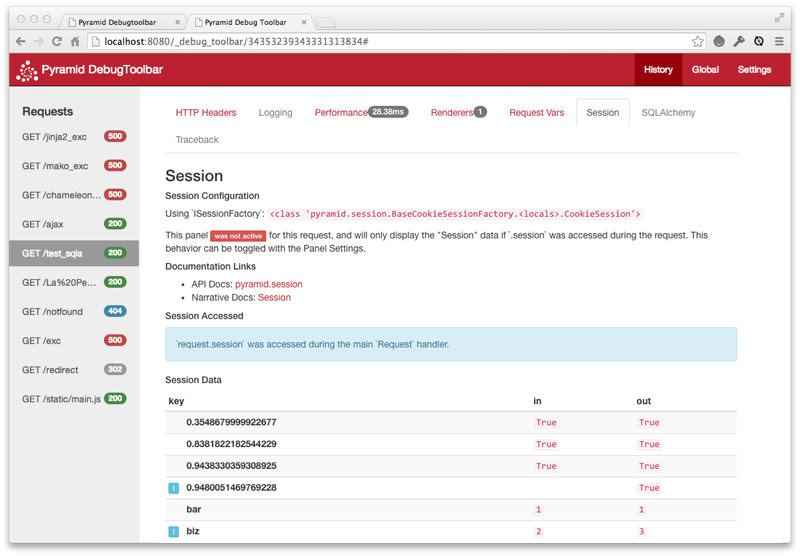 Pyramid Debugtoolbar
Pyramid Debug Toolbar
localhost:8080/_debug_toolbar/34353239343331313834#
Pyramid DebugToolbar
History Global Settings
Requests
GET /jinja2_exc 500
GET /mako_exc 500
GET /chameleon... 500
GET /ajax 200
GET /test_sqla 200
GET /La%20Pe... 200
GET /notfound 404
GET /exc 500
GET /redirect 302
GET /static/main.js 200
HTTP Headers Logging Performance 28.38ms Renderers 1 Request Vars Session SQLAlchemy
Traceback
Session
Session Configuration
Using `ISessionFactory`: <class 'pyramid.session.BaseCookieSessionFactory.<locals>.CookieSession'>
This panel was not active for this request, and will only display the "Session" data if `.session` was accessed during the request. This
behavior can be toggled with the Panel Settings.
Documentation Links
• API Docs: pyramid.session
• Narrative Docs: Session
Session Accessed
`request.session` was accessed during the main `Request` handler.
Session Data
key in out
0.3548679999922677 True True
0.8381822182544229 True True
0.9438330359308925 True True
! 0.9480051469769228 True
bar 1 1
! biz 2 3